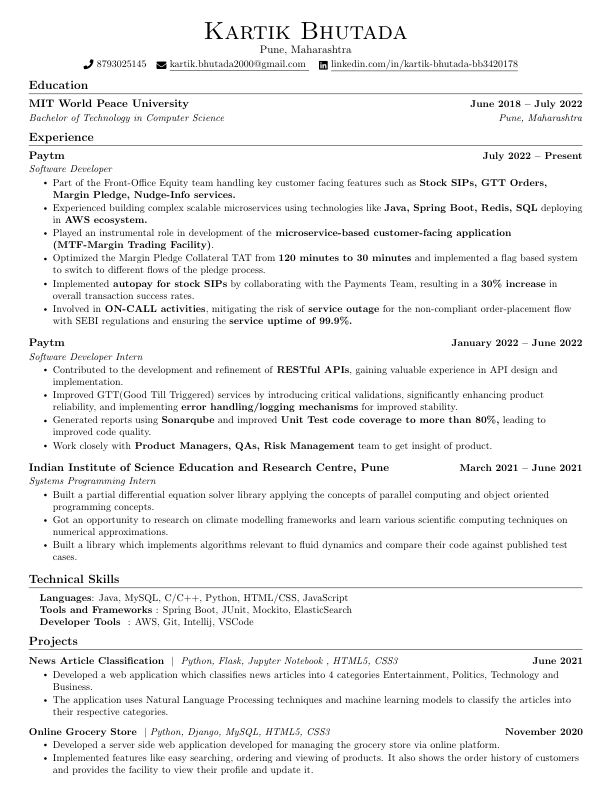 Kartik Bhutada
Pune, Maharashtra
8793025145 kartik.bhutada2000@gmail.com linkedin.com/in/kartik-bhutada-bb3420178
Education
MIT World Peace University June 2018 – July 2022
Bachelor of Technology in Computer Science Pune, Maharashtra
Experience
Paytm July 2022 – Present
Software Developer
• Part of the Front-Office Equity team handling key customer facing features such as Stock SIPs, GTT Orders,
Margin Pledge, Nudge-Info services.
• Experienced building complex scalable microservices using technologies like Java, Spring Boot, Redis, SQL deploying
in AWS ecosystem.
• Played an instrumental role in development of the microservice-based customer-facing application
(MTF-Margin Trading Facility).
• Optimized the Margin Pledge Collateral TAT from 120 minutes to 30 minutes and implemented a flag based system
to switch to different flows of the pledge process.
• Implemented autopay for stock SIPs by collaborating with the Payments Team, resulting in a 30% increase in
overall transaction success rates.
• Involved in ON-CALL activities, mitigating the risk of service outage for the non-compliant order-placement flow
with SEBI regulations and ensuring the service uptime of 99.9%.
Paytm January 2022 – June 2022
Software Developer Intern
• Contributed to the development and refinement of RESTful APIs, gaining valuable experience in API design and
implementation.
• Improved GTT(Good Till Triggered) services by introducing critical validations, significantly enhancing product
reliability, and implementing error handling/logging mechanisms for improved stability.
• Generated reports using Sonarqube and improved Unit Test code coverage to more than 80%, leading to
improved code quality.
• Work closely with Product Managers, QAs, Risk Management team to get insight of product.
Indian Institute of Science Education and Research Centre, Pune March 2021 – June 2021
Systems Programming Intern
• Built a partial differential equation solver library applying the concepts of parallel computing and object oriented
programming concepts.
• Got an opportunity to research on climate modelling frameworks and learn various scientific computing techniques on
numerical approximations.
• Built a library which implements algorithms relevant to fluid dynamics and compare their code against published test
cases.
Technical Skills
Languages: Java, MySQL, C/C++, Python, HTML/CSS, JavaScript
Tools and Frameworks : Spring Boot, JUnit, Mockito, ElasticSearch
Developer Tools : AWS, Git, Intellij, VSCode
Projects
News Article Classification | Python, Flask, Jupyter Notebook , HTML5, CSS3 June 2021
• Developed a web application which classifies news articles into 4 categories Entertainment, Politics, Technology and
Business.
• The application uses Natural Language Processing techniques and machine learning models to classify the articles into
their respective categories.
Online Grocery Store | Python, Django, MySQL, HTML5, CSS3 November 2020
• Developed a server side web application developed for managing the grocery store via online platform.
• Implemented features like easy searching, ordering and viewing of products. It also shows the order history of customers
and provides the facility to view their profile and update it.